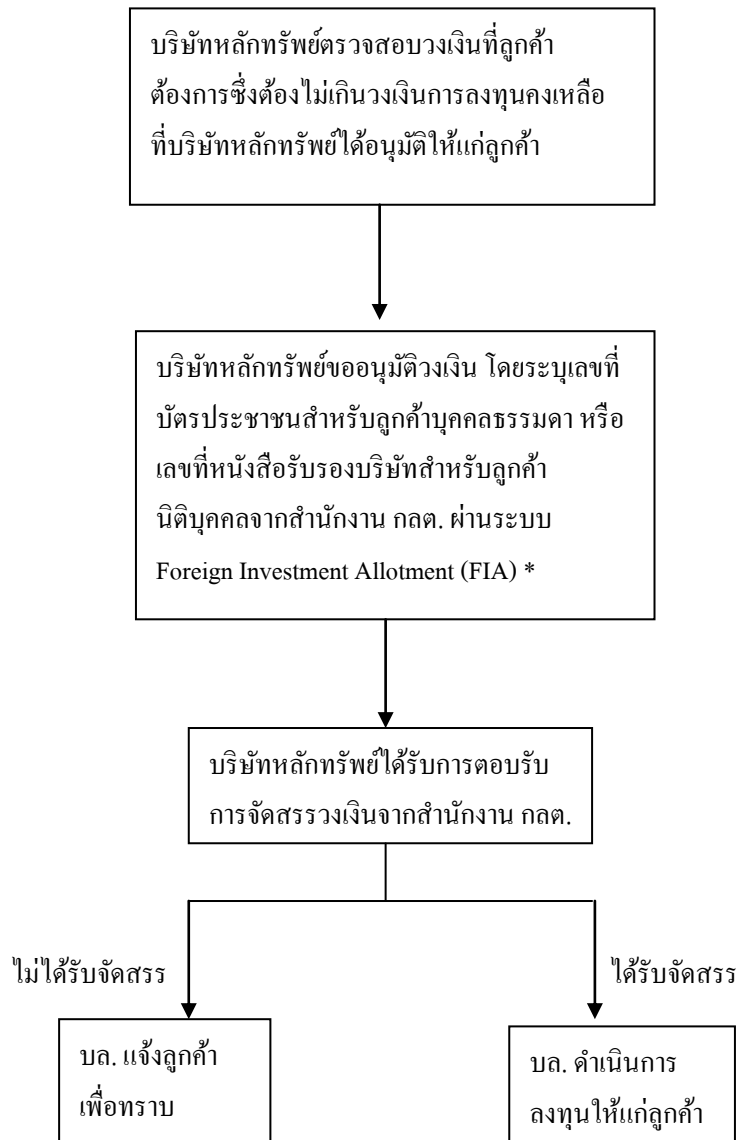 บริษัทหลักทรัพย์ตรวจสอบวงเงินที่ลูกค้า
ต้องการซึ่งต้องไม่เกินวงเงินการลงทุนคงเหลือ
ที่บริษัทหลักทรัพย์ได้อนุมัติให้แก่ลูกค้า
บริษัทหลักทรัพย์ขออนุมัติวงเงิน โดยระบุเลขที่
บัตรประชาชนสำหรับลูกค้าบุคคลธรรมดา หรือ
เลขที่หนังสือรับรองบริษัทสำหรับลูกค้า
นิติบุคคลจากสำนักงาน กลต. ผ่านระบบ
Foreign Investment Allotment (FIA) *
บริษัทหลักทรัพย์ได้รับการตอบรับ
การจัดสรรวงเงินจากสำนักงาน กลต.
ไม่ได้รับจัดสรร
ได้รับจัดสรร
บล. แจ้งลูกค้า
เพื่อทราบ
บล. ดำเนินการ
ลงทุนให้แก่ลูกค้า